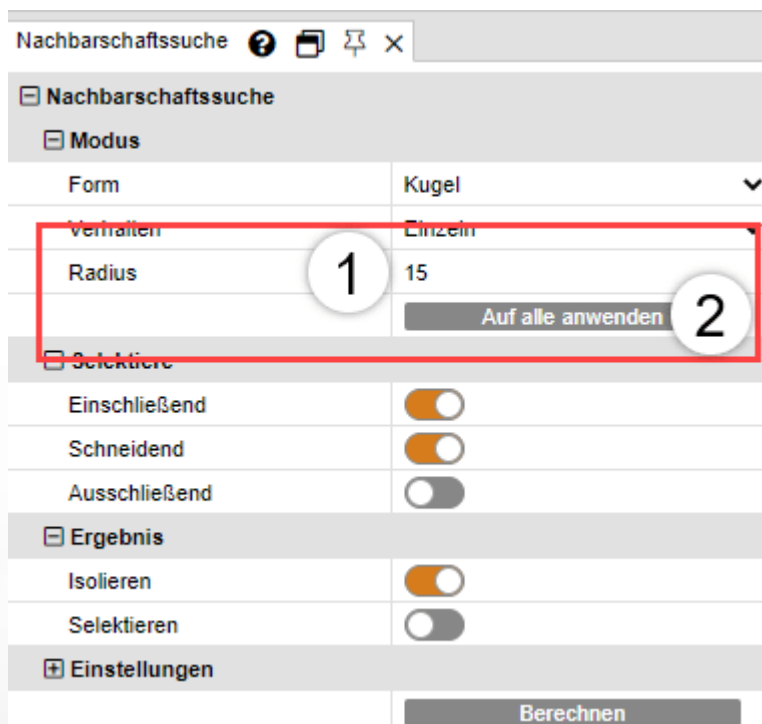 Nachbarschaftssuche
Nachbarschaftssuche
Modus
Form Kugel
Verhalten Einzeln
Radius 1 15
Auf alle anwenden 2
Selektiere
Einschließend
Schneidend
Ausschließend
Ergebnis
Isolieren
Selektieren
Einstellungen
Berechnen